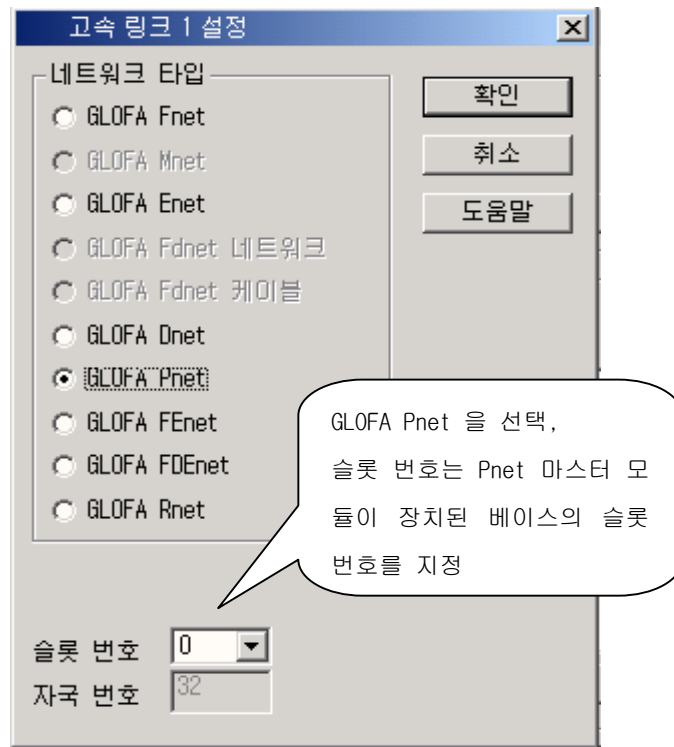 고속 링크 1 설정
네트워크 타입
GLOFA Fnet
GLOFA Mnet
GLOFA Enet
GLOFA Fdnet 네트워크
GLOFA Fdnet 케이블
GLOFA Dnet
GLOFA Pnet
GLOFA FEnet
GLOFA FDEnet
GLOFA Rnet
확인
취소
도움말
GLOFA Pnet 을 선택,
슬롯 번호는 Pnet 마스터 모
듈이 장치된 베이스의 슬롯
번호를 지정
슬롯 번호 0
자국 번호 32